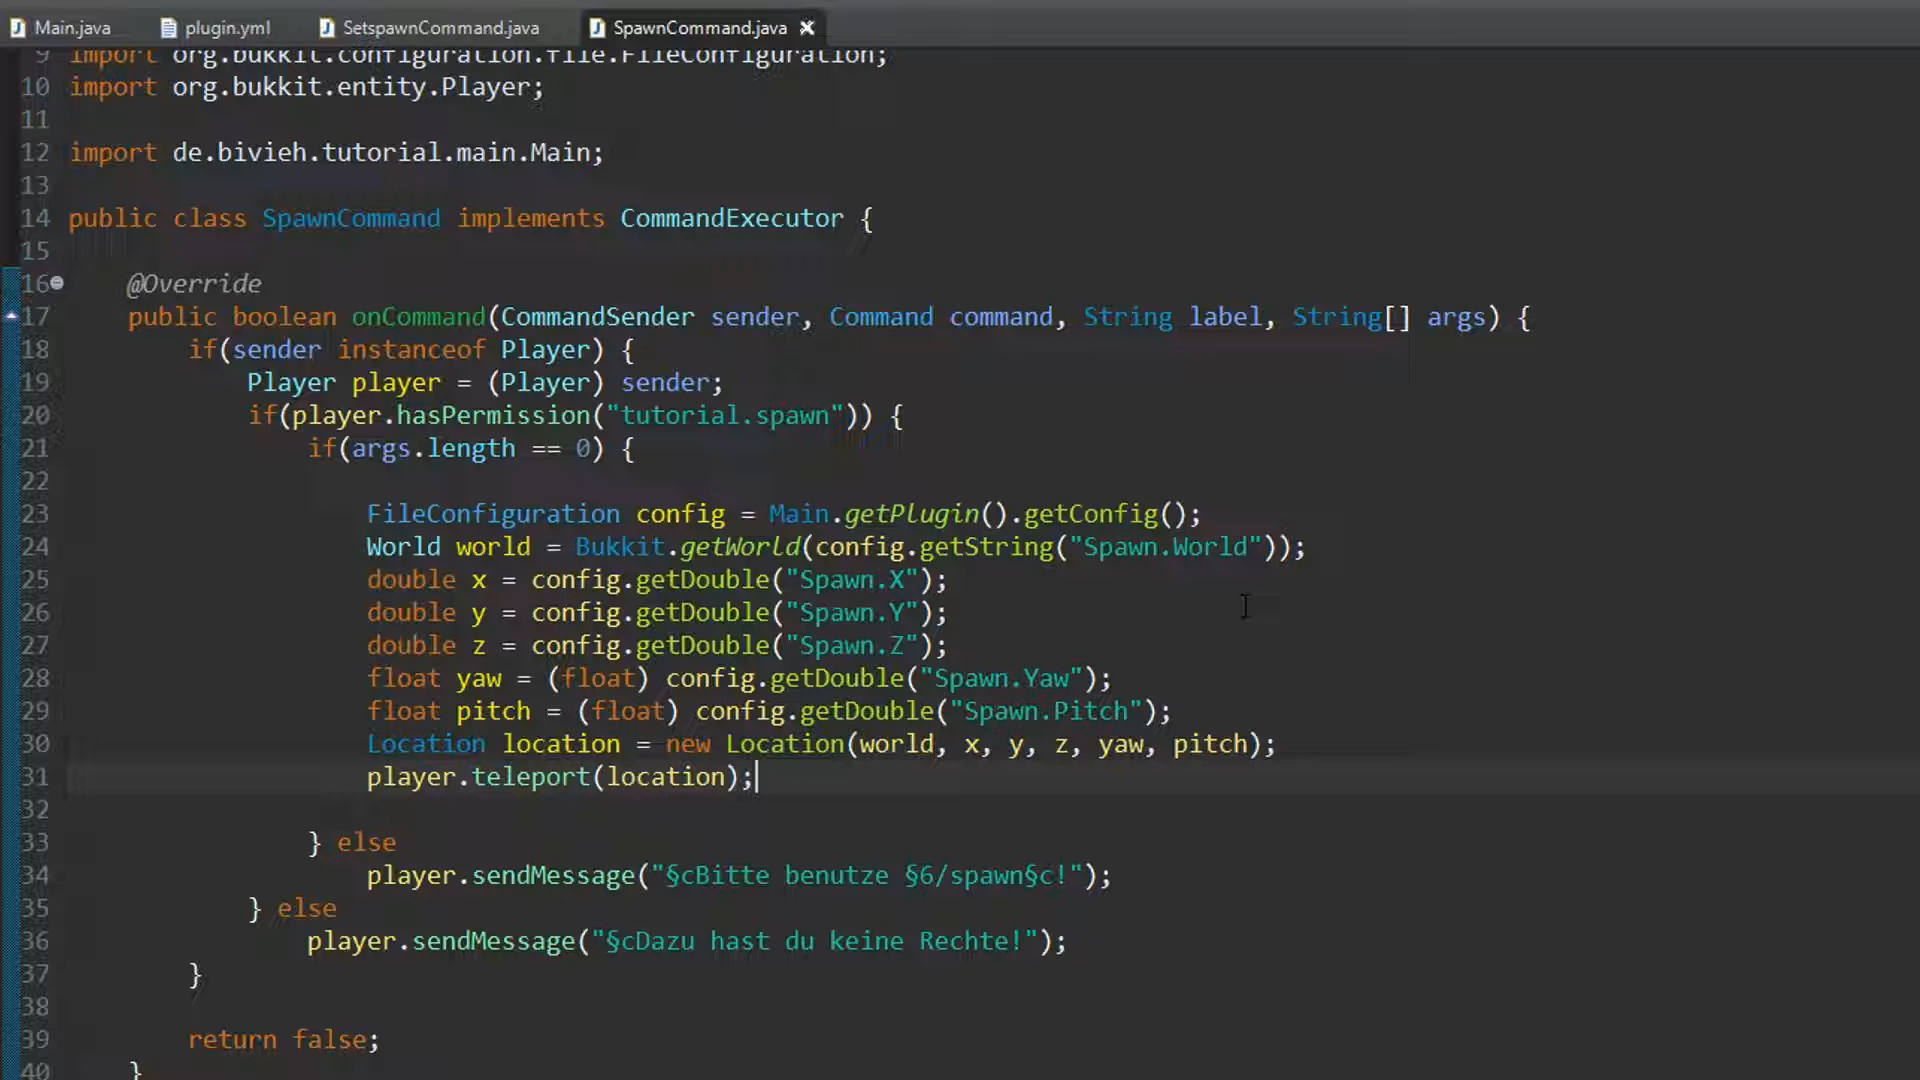 Main.java plugin.yml SetspawnCommand.java SpawnCommand.java
9 import org.bukkit.configuration.file.FileConfiguration;
10 import org.bukkit.entity.Player;
11
12 import de.bivieh.tutorial.main.Main;
13
14 public class SpawnCommand implements CommandExecutor {
15
16 @Override
17 public boolean onCommand(CommandSender sender, Command command, String label, String[] args) {
18 if(sender instanceof Player) {
19 Player player = (Player) sender;
20 if(player.hasPermission("tutorial.spawn")) {
21 if(args.length == 0) {
22
23 FileConfiguration config = Main.getPlugin().getConfig();
24 World world = Bukkit.getWorld(config.getString("Spawn.World"));
25 double x = config.getDouble("Spawn.X");
26 double y = config.getDouble("Spawn.Y");
27 double z = config.getDouble("Spawn.Z");
28 float yaw = (float) config.getDouble("Spawn.Yaw");
29 float pitch = (float) config.getDouble("Spawn.Pitch");
30 Location location = new Location(world, x, y, z, yaw, pitch);
31 player.teleport(location);
32
33 } else
34 player.sendMessage("§cBitte benutze §6/spawn§c!");
35 } else
36 player.sendMessage("§cDazu hast du keine Rechte!");
37 }
38
39 return false;
40 }